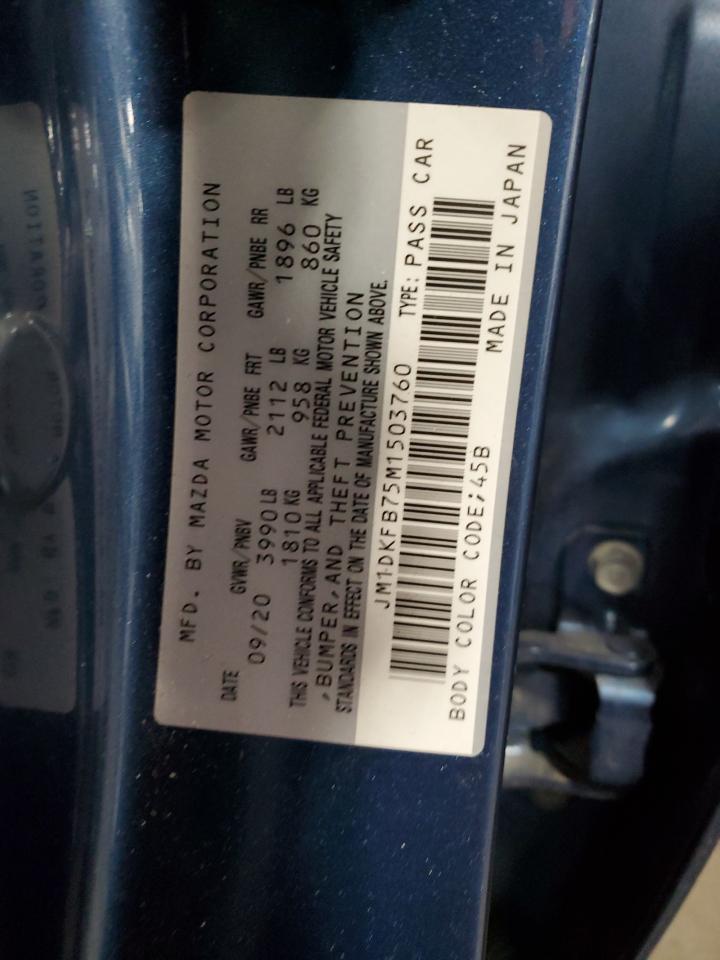 MFD. BY MAZDA MOTOR CORPORATION
DATE GVWR/PNBV GAWR/PNBE FRT GAWR/PNBE RR
09/20 3990 LB 2112 LB 1896 LB
1810 KG 958 KG 860 KG
THIS VEHICLE CONFORMS TO ALL APPLICABLE FEDERAL MOTOR VEHICLE SAFETY
,BUMPER,AND THEFT PREVENTION
STANDARDS IN EFFECT ON THE DATE OF MANUFACTURE SHOWN ABOVE.
JM1DKFB75M1503760 TYPE: PASS CAR
BODY COLOR CODE;45B
MADE IN JAPAN